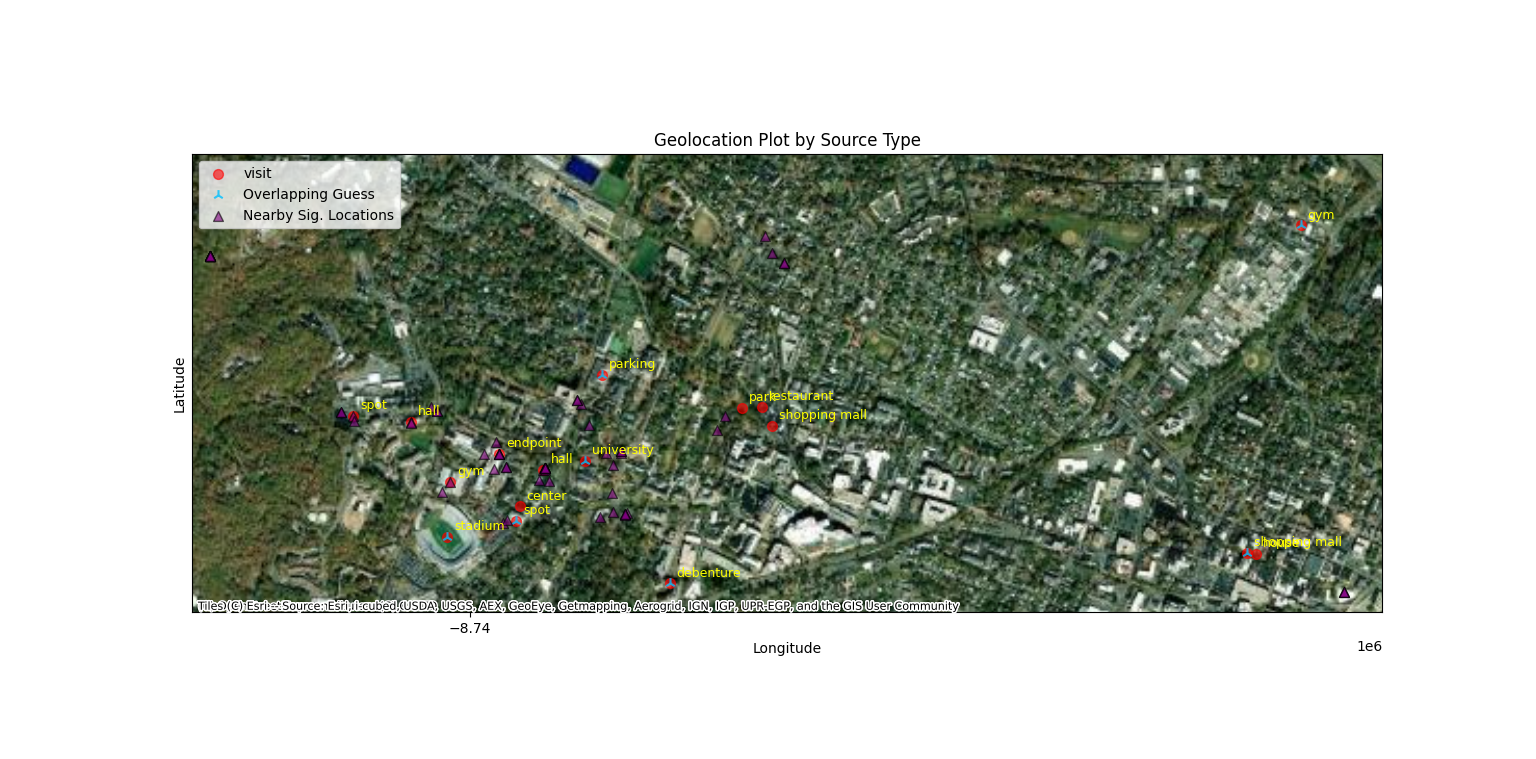 Geolocation Plot by Source Type
visit
Overlapping Guess
Nearby Sig. Locations
gym
parking
park
restaurant
shopping mall
spot
hall
endpoint
university
hall
gym
center
spot
stadium
shopping mall
debenture
Tiles (C) Esri -- Source: Esri, i-cubed, USDA, USGS, AEX, GeoEye, Getmapping, Aerogrid, IGN, IGP, UPR-EGP, and the GIS User Community
−8.74
1e6
Longitude
Latitude